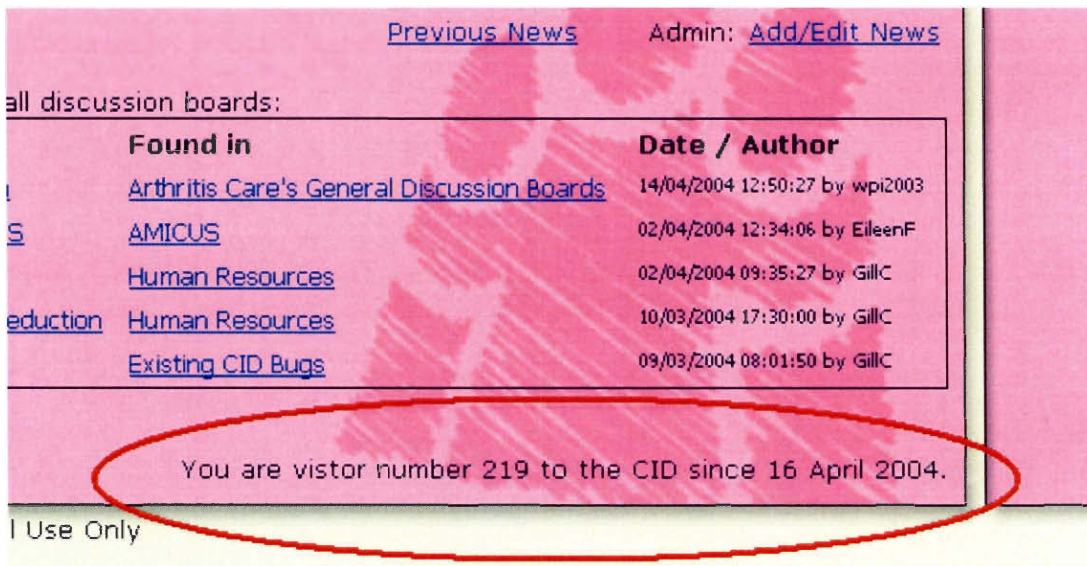 Previous News Admin: Add/Edit News
all discussion boards:
Found in Date / Author
Arthritis Care's General Discussion Boards 14/04/2004 12:50:27 by wpi2003
S AMICUS 02/04/2004 12:34:06 by EileenF
Human Resources 02/04/2004 09:35:27 by GillC
eduction Human Resources 10/03/2004 17:30:00 by GillC
Existing CID Bugs 09/03/2004 08:01:50 by GillC
You are vistor number 219 to the CID since 16 April 2004.
l Use Only